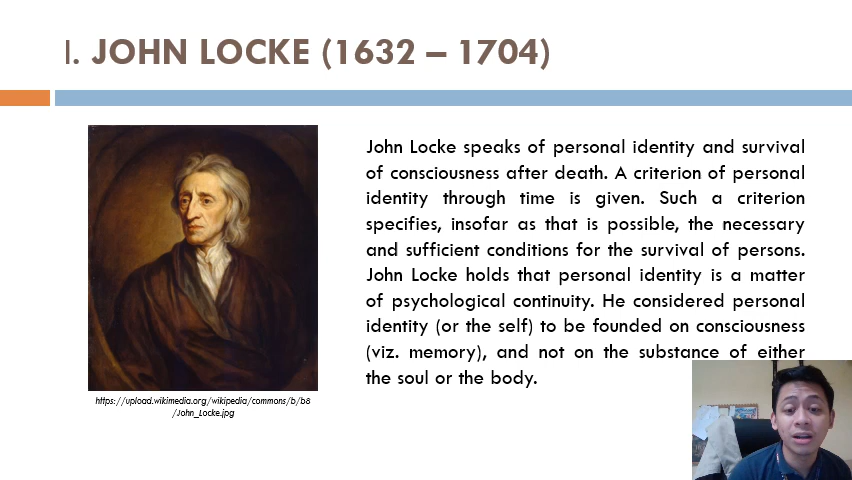 I. JOHN LOCKE (1632 – 1704)
John Locke speaks of personal identity and survival
of consciousness after death. A criterion of personal
identity through time is given. Such a criterion
specifies, insofar as that is possible, the necessary
and sufficient conditions for the survival of persons.
John Locke holds that personal identity is a matter
of psychological continuity. He considered personal
identity (or the self) to be founded on consciousness
(viz. memory), and not on the substance of either
the soul or the body.
https://upload.wikimedia.org/wikipedia/commons/b/b8
/John_Locke.jpg